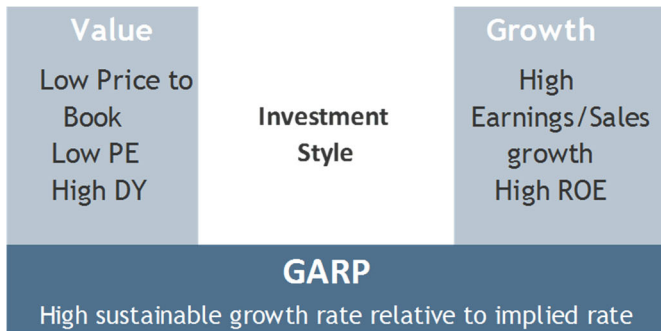 Value
Low Price to
Book
Low PE
High DY
Investment
Style
Growth
High
Earnings/Sales
growth
High ROE
GARP
High sustainable growth rate relative to implied rate